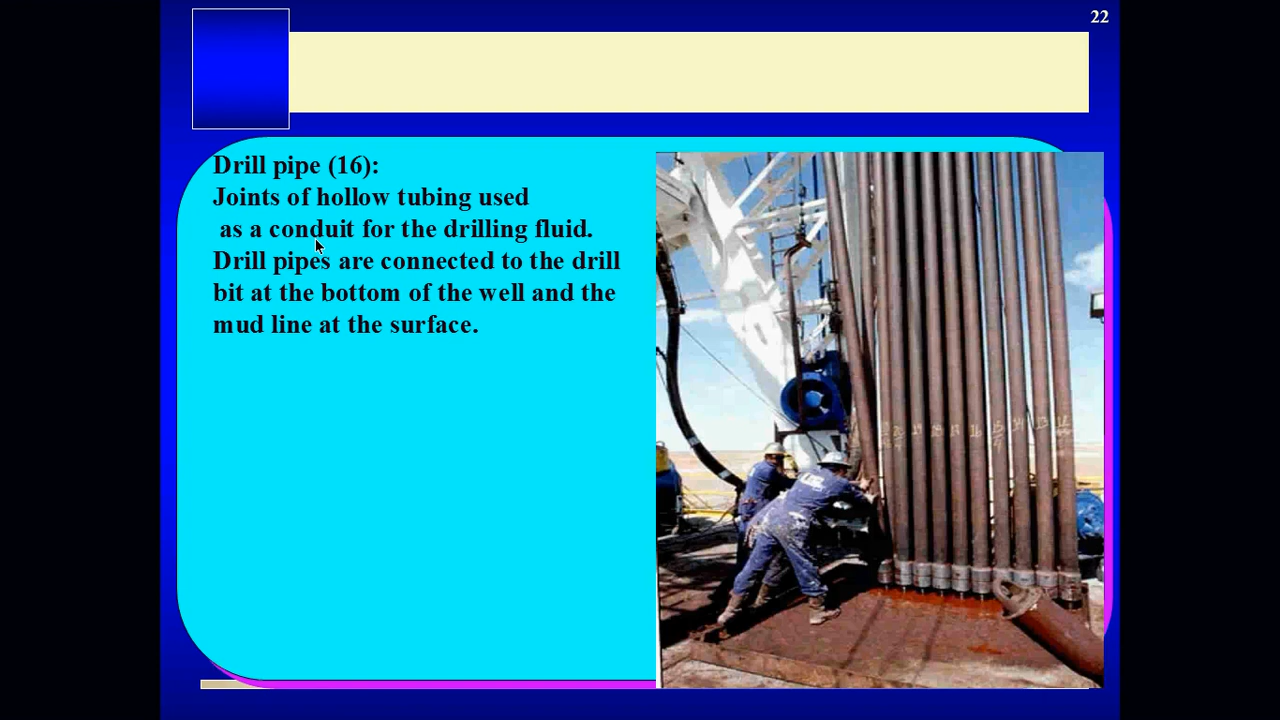 22
Drill pipe (16):
Joints of hollow tubing used
as a conduit for the drilling fluid.
Drill pipes are connected to the drill
bit at the bottom of the well and the
mud line at the surface.